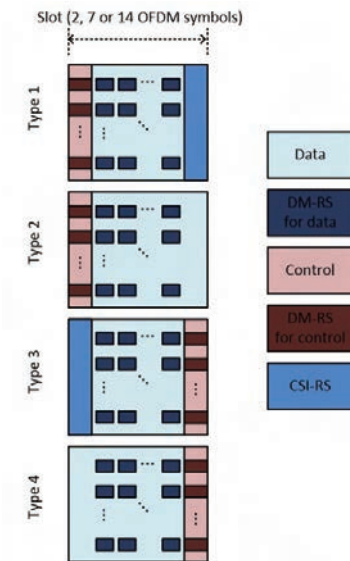 Slot (2, 7 or 14 OFDM symbols)
Type 1
Type 2
Type 3
Type 4
Data
DM-RS
for data
Control
DM-RS
for control
CSI-RS